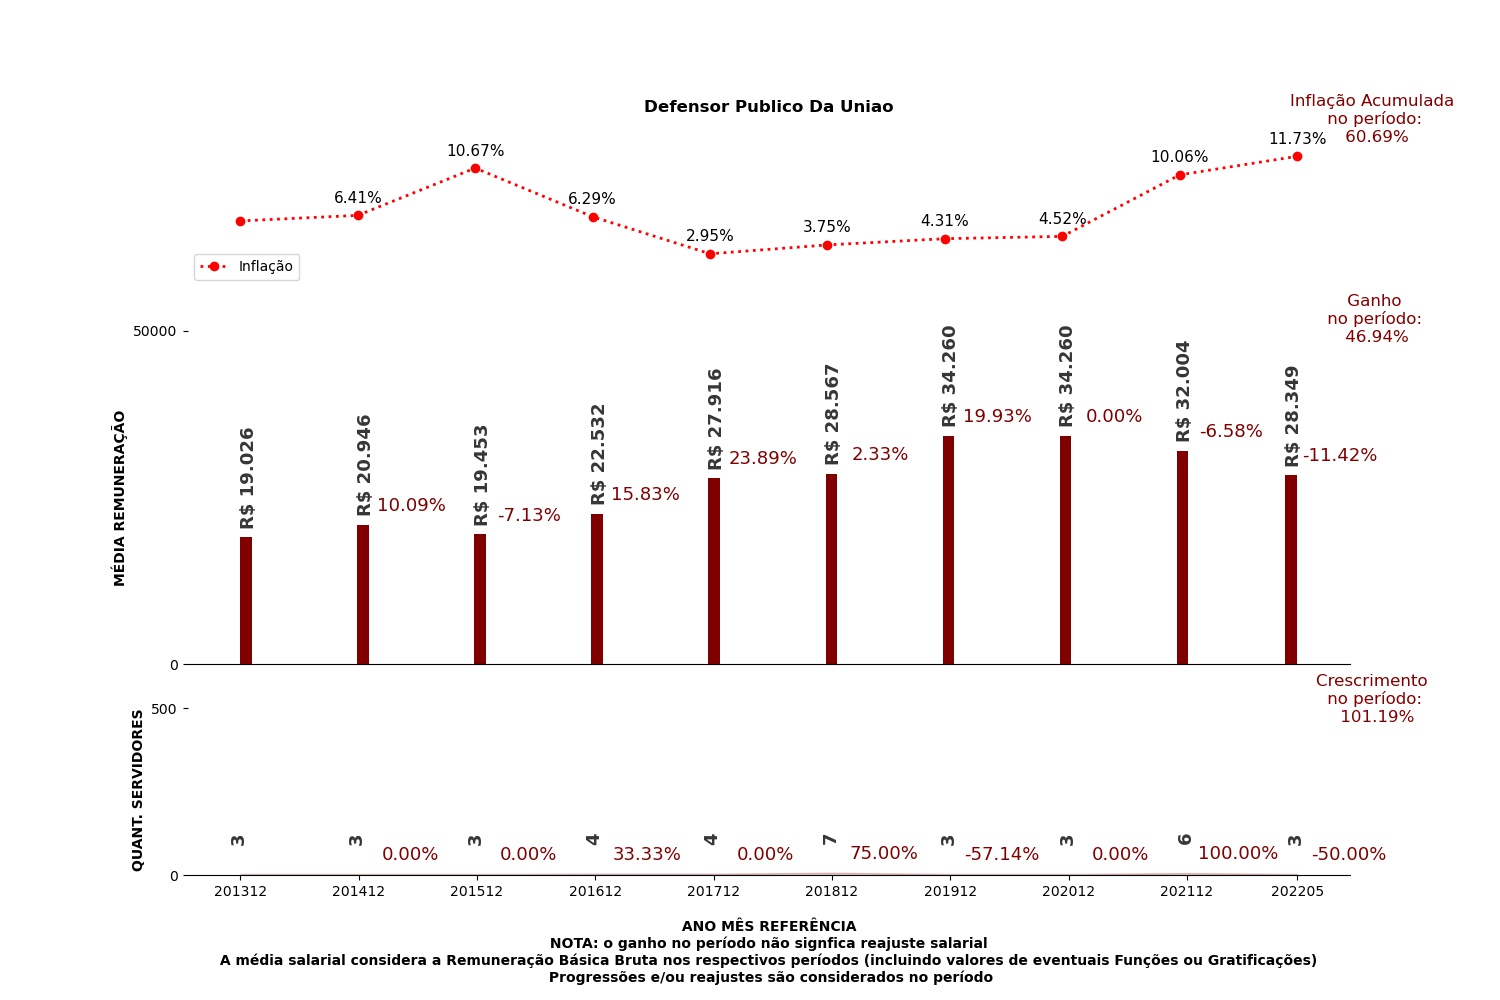 Defensor Publico Da Uniao
Inflação Acumulada
no período:
60.69%
6.41%
10.67%
6.29%
2.95%
3.75%
4.31%
4.52%
10.06%
11.73%
Inflação
Ganho
no período:
46.94%
MÉDIA REMUNERAÇÃO
50000
0
R$ 19.026
R$ 20.946
10.09%
R$ 19.453
-7.13%
R$ 22.532
15.83%
R$ 27.916
23.89%
R$ 28.567
2.33%
R$ 34.260
19.93%
R$ 34.260
0.00%
R$ 32.004
-6.58%
R$ 28.349
-11.42%
Crescrimento
no período:
101.19%
QUANT. SERVIDORES
500
0
3
3
0.00%
3
0.00%
4
33.33%
4
0.00%
7
75.00%
3
-57.14%
3
0.00%
6
100.00%
3
-50.00%
201312 201412 201512 201612 201712 201812 201912 202012 202112 202205
ANO MÊS REFERÊNCIA
NOTA: o ganho no período não signfica reajuste salarial
A média salarial considera a Remuneração Básica Bruta nos respectivos períodos (incluindo valores de eventuais Funções ou Gratificações)
Progressões e/ou reajustes são considerados no período